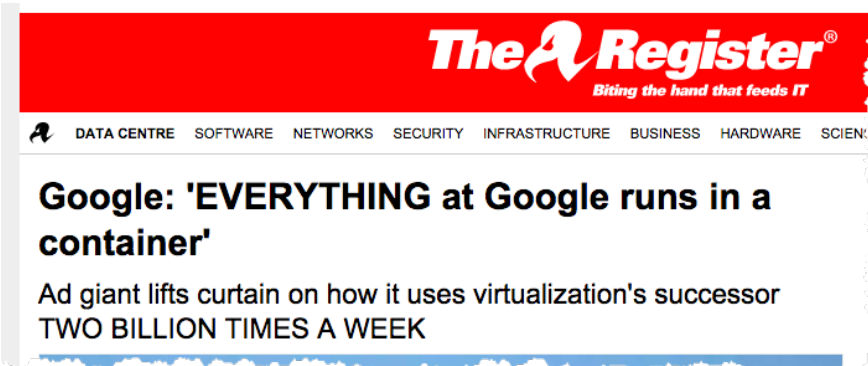 The Register®
Biting the hand that feeds IT
DATA CENTRE SOFTWARE NETWORKS SECURITY INFRASTRUCTURE BUSINESS HARDWARE SCIEN
Google: 'EVERYTHING at Google runs in a
container'
Ad giant lifts curtain on how it uses virtualization's successor
TWO BILLION TIMES A WEEK